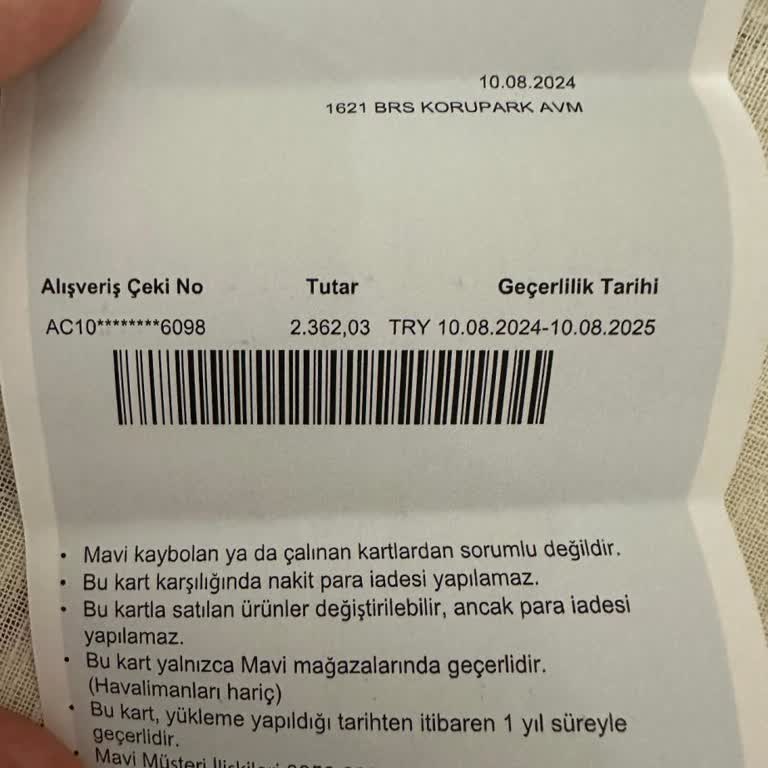 10.08.2024
1621 BRS KORUPARK AVM
Alışveriş Çeki No Tutar Geçerlilik Tarihi
AC10********6098 2.362,03 TRY 10.08.2024-10.08.2025
• Mavi kaybolan ya da çalınan kartlardan sorumlu değildir.
• Bu kart karşılığında nakit para iadesi yapılamaz.
• Bu kartla satılan ürünler değiştirilebilir, ancak para iadesi
yapılamaz.
• Bu kart yalnızca Mavi mağazalarında geçerlidir.
(Havalimanları hariç)
• Bu kart, yükleme yapıldığı tarihten itibaren 1 yıl süreyle
geçerlidir.
• Mavi Müşteri İlişkileri